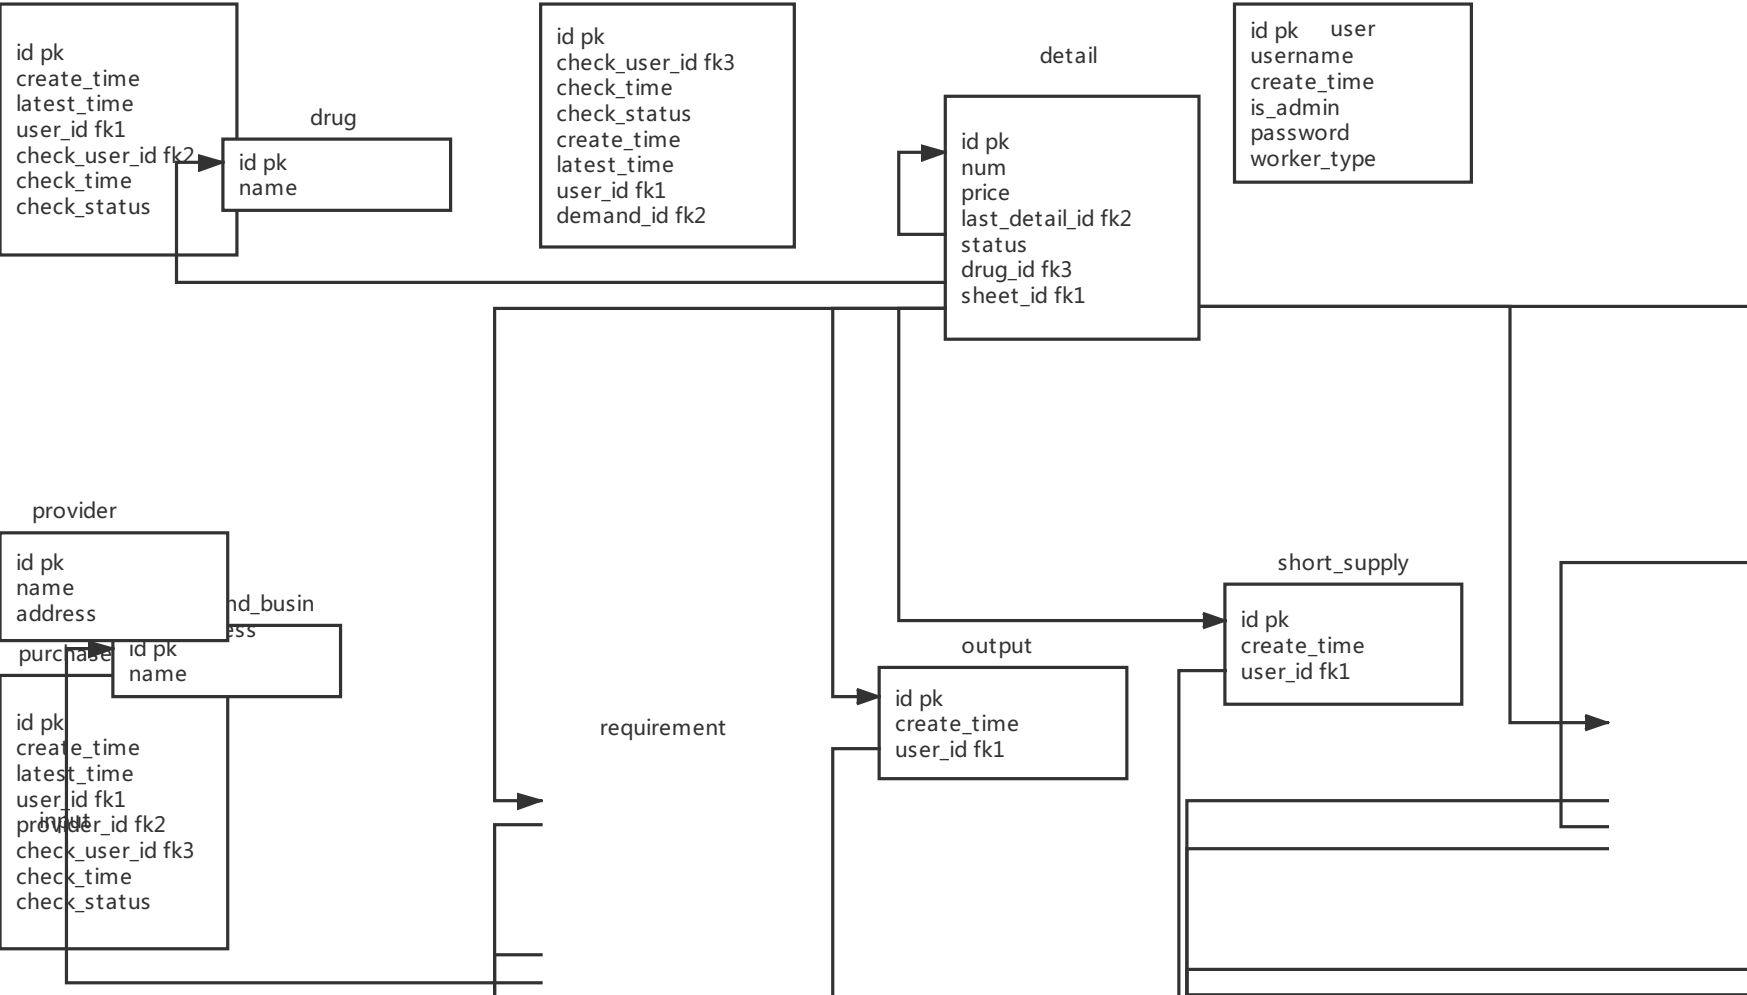 id pk
create_time
latest_time
user_id fk1
check_user_id fk2
check_time
check_status
drug
id pk
name
id pk
check_user_id fk3
check_time
check_status
create_time
latest_time
user_id fk1
demand_id fk2
detail
id pk
num
price
last_detail_id fk2
status
drug_id fk3
sheet_id fk1
user
id pk
username
create_time
is_admin
password
worker_type
provider
id pk
name
address
nd_busin
ess
id pk
name
purchase
id pk
create_time
latest_time
user_id fk1
provider_id fk2
input
check_user_id fk3
check_time
check_status
requirement
output
id pk
create_time
user_id fk1
short_supply
id pk
create_time
user_id fk1